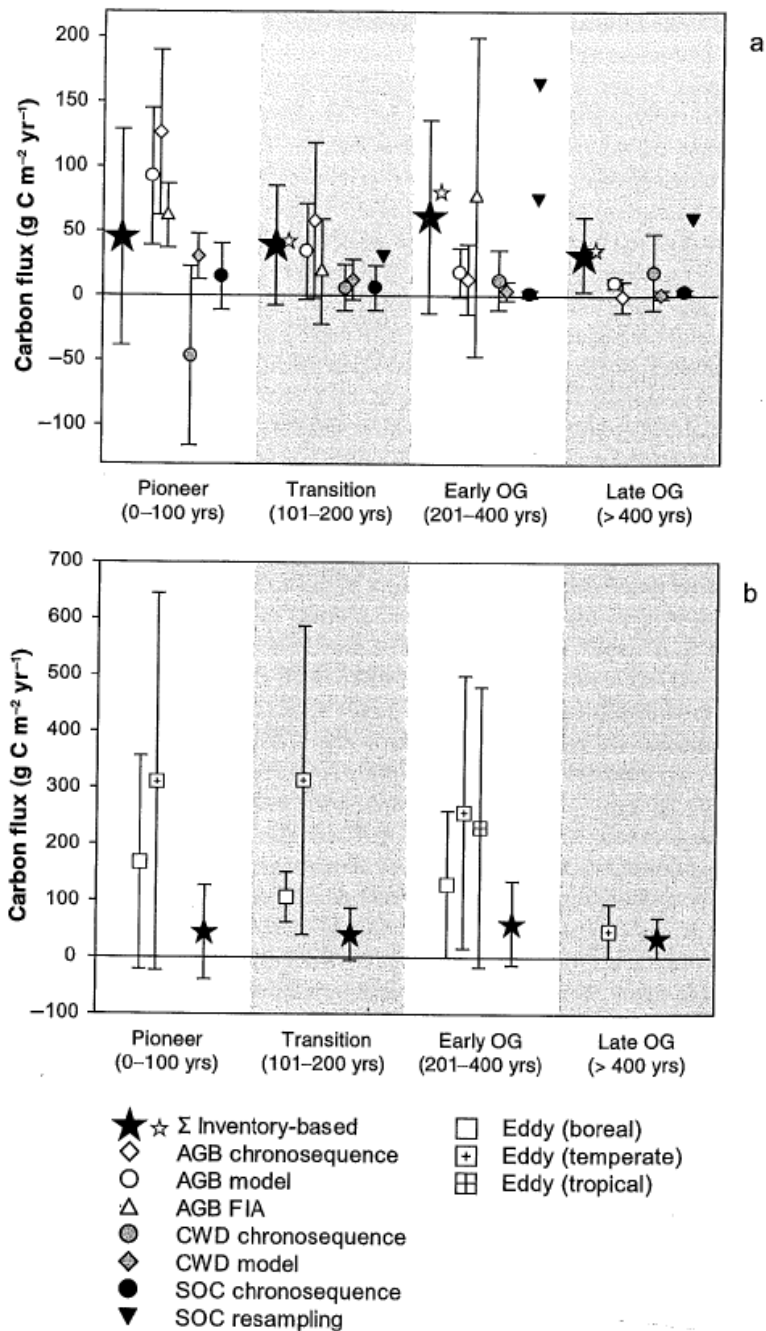 a
Carbon flux (g C m⁻² yr⁻¹)
200
150
100
50
0
−50
−100
Pioneer
(0–100 yrs)
Transition
(101–200 yrs)
Early OG
(201–400 yrs)
Late OG
(> 400 yrs)
b
Carbon flux (g C m⁻² yr⁻¹)
700
600
500
400
300
200
100
0
−100
Pioneer
(0–100 yrs)
Transition
(101–200 yrs)
Early OG
(201–400 yrs)
Late OG
(> 400 yrs)
Σ Inventory-based
AGB chronosequence
AGB model
AGB FIA
CWD chronosequence
CWD model
SOC chronosequence
SOC resampling
Eddy (boreal)
Eddy (temperate)
Eddy (tropical)